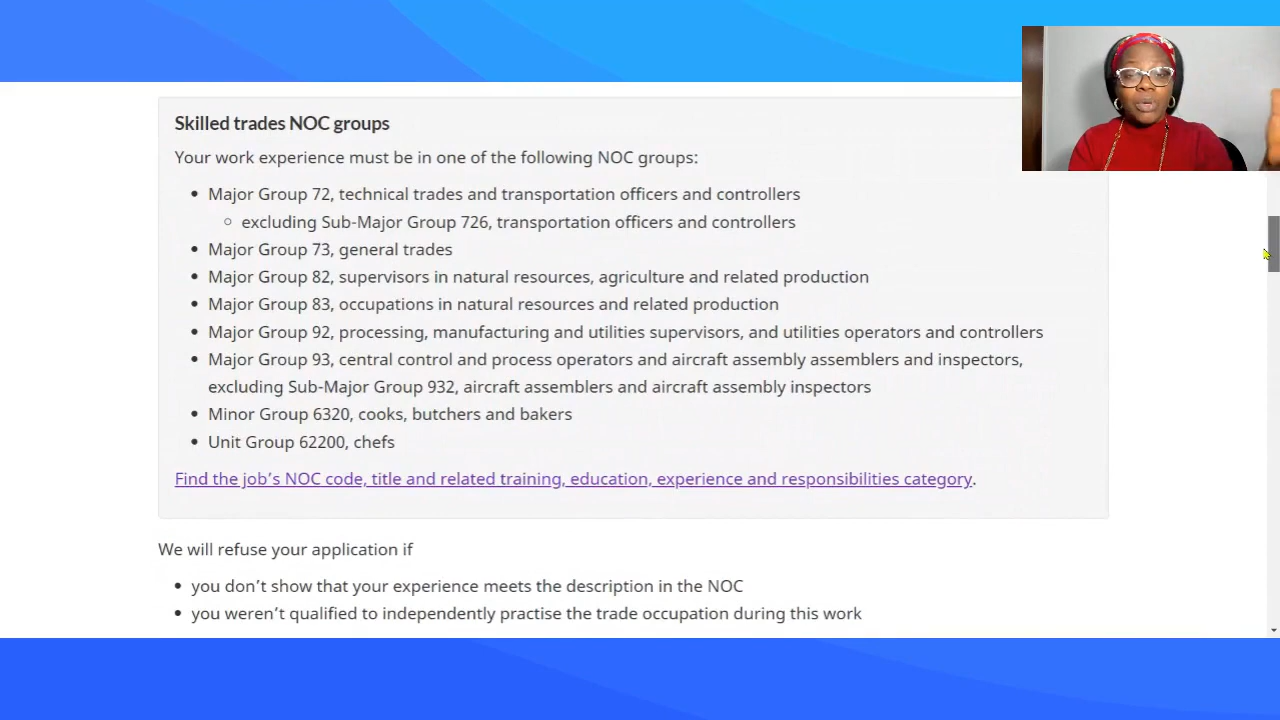 Skilled trades NOC groups
Your work experience must be in one of the following NOC groups:
Major Group 72, technical trades and transportation officers and controllers
excluding Sub-Major Group 726, transportation officers and controllers
Major Group 73, general trades
Major Group 82, supervisors in natural resources, agriculture and related production
Major Group 83, occupations in natural resources and related production
Major Group 92, processing, manufacturing and utilities supervisors, and utilities operators and controllers
Major Group 93, central control and process operators and aircraft assembly assemblers and inspectors,
excluding Sub-Major Group 932, aircraft assemblers and aircraft assembly inspectors
Minor Group 6320, cooks, butchers and bakers
Unit Group 62200, chefs
Find the job’s NOC code, title and related training, education, experience and responsibilities category.
We will refuse your application if
you don’t show that your experience meets the description in the NOC
you weren’t qualified to independently practise the trade occupation during this work